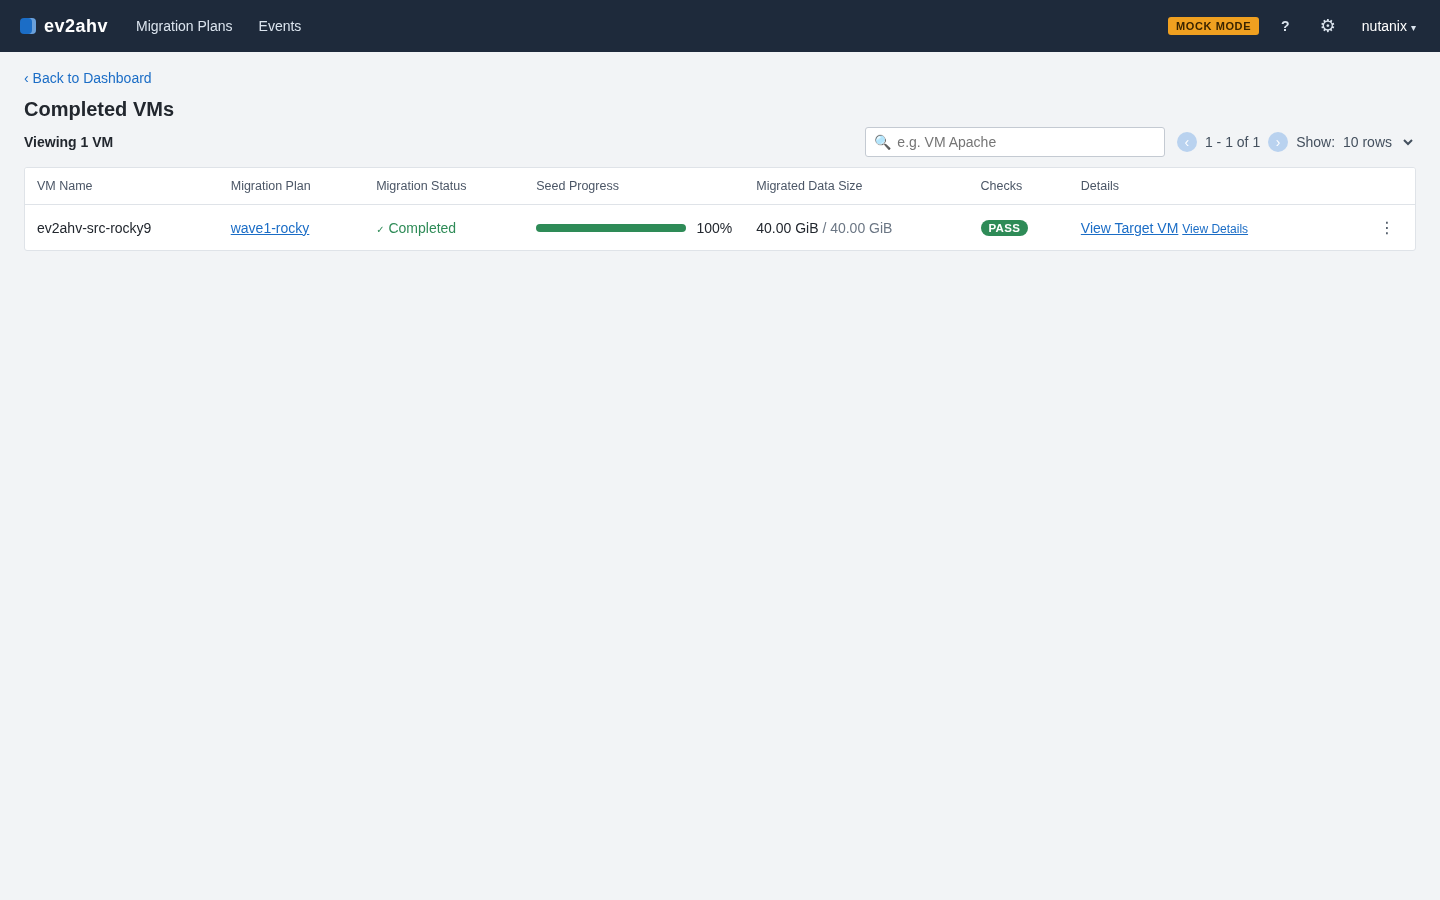 ev2ahv Migration Plans Events MOCK MODE ? nutanix ▾
‹ Back to Dashboard
Completed VMs
Viewing 1 VM e.g. VM Apache ‹ 1 - 1 of 1 › Show: 10 rows
VM Name Migration Plan Migration Status Seed Progress Migrated Data Size Checks Details
ev2ahv-src-rocky9 wave1-rocky ✓ Completed 100% 40.00 GiB / 40.00 GiB PASS View Target VM View Details ⋮